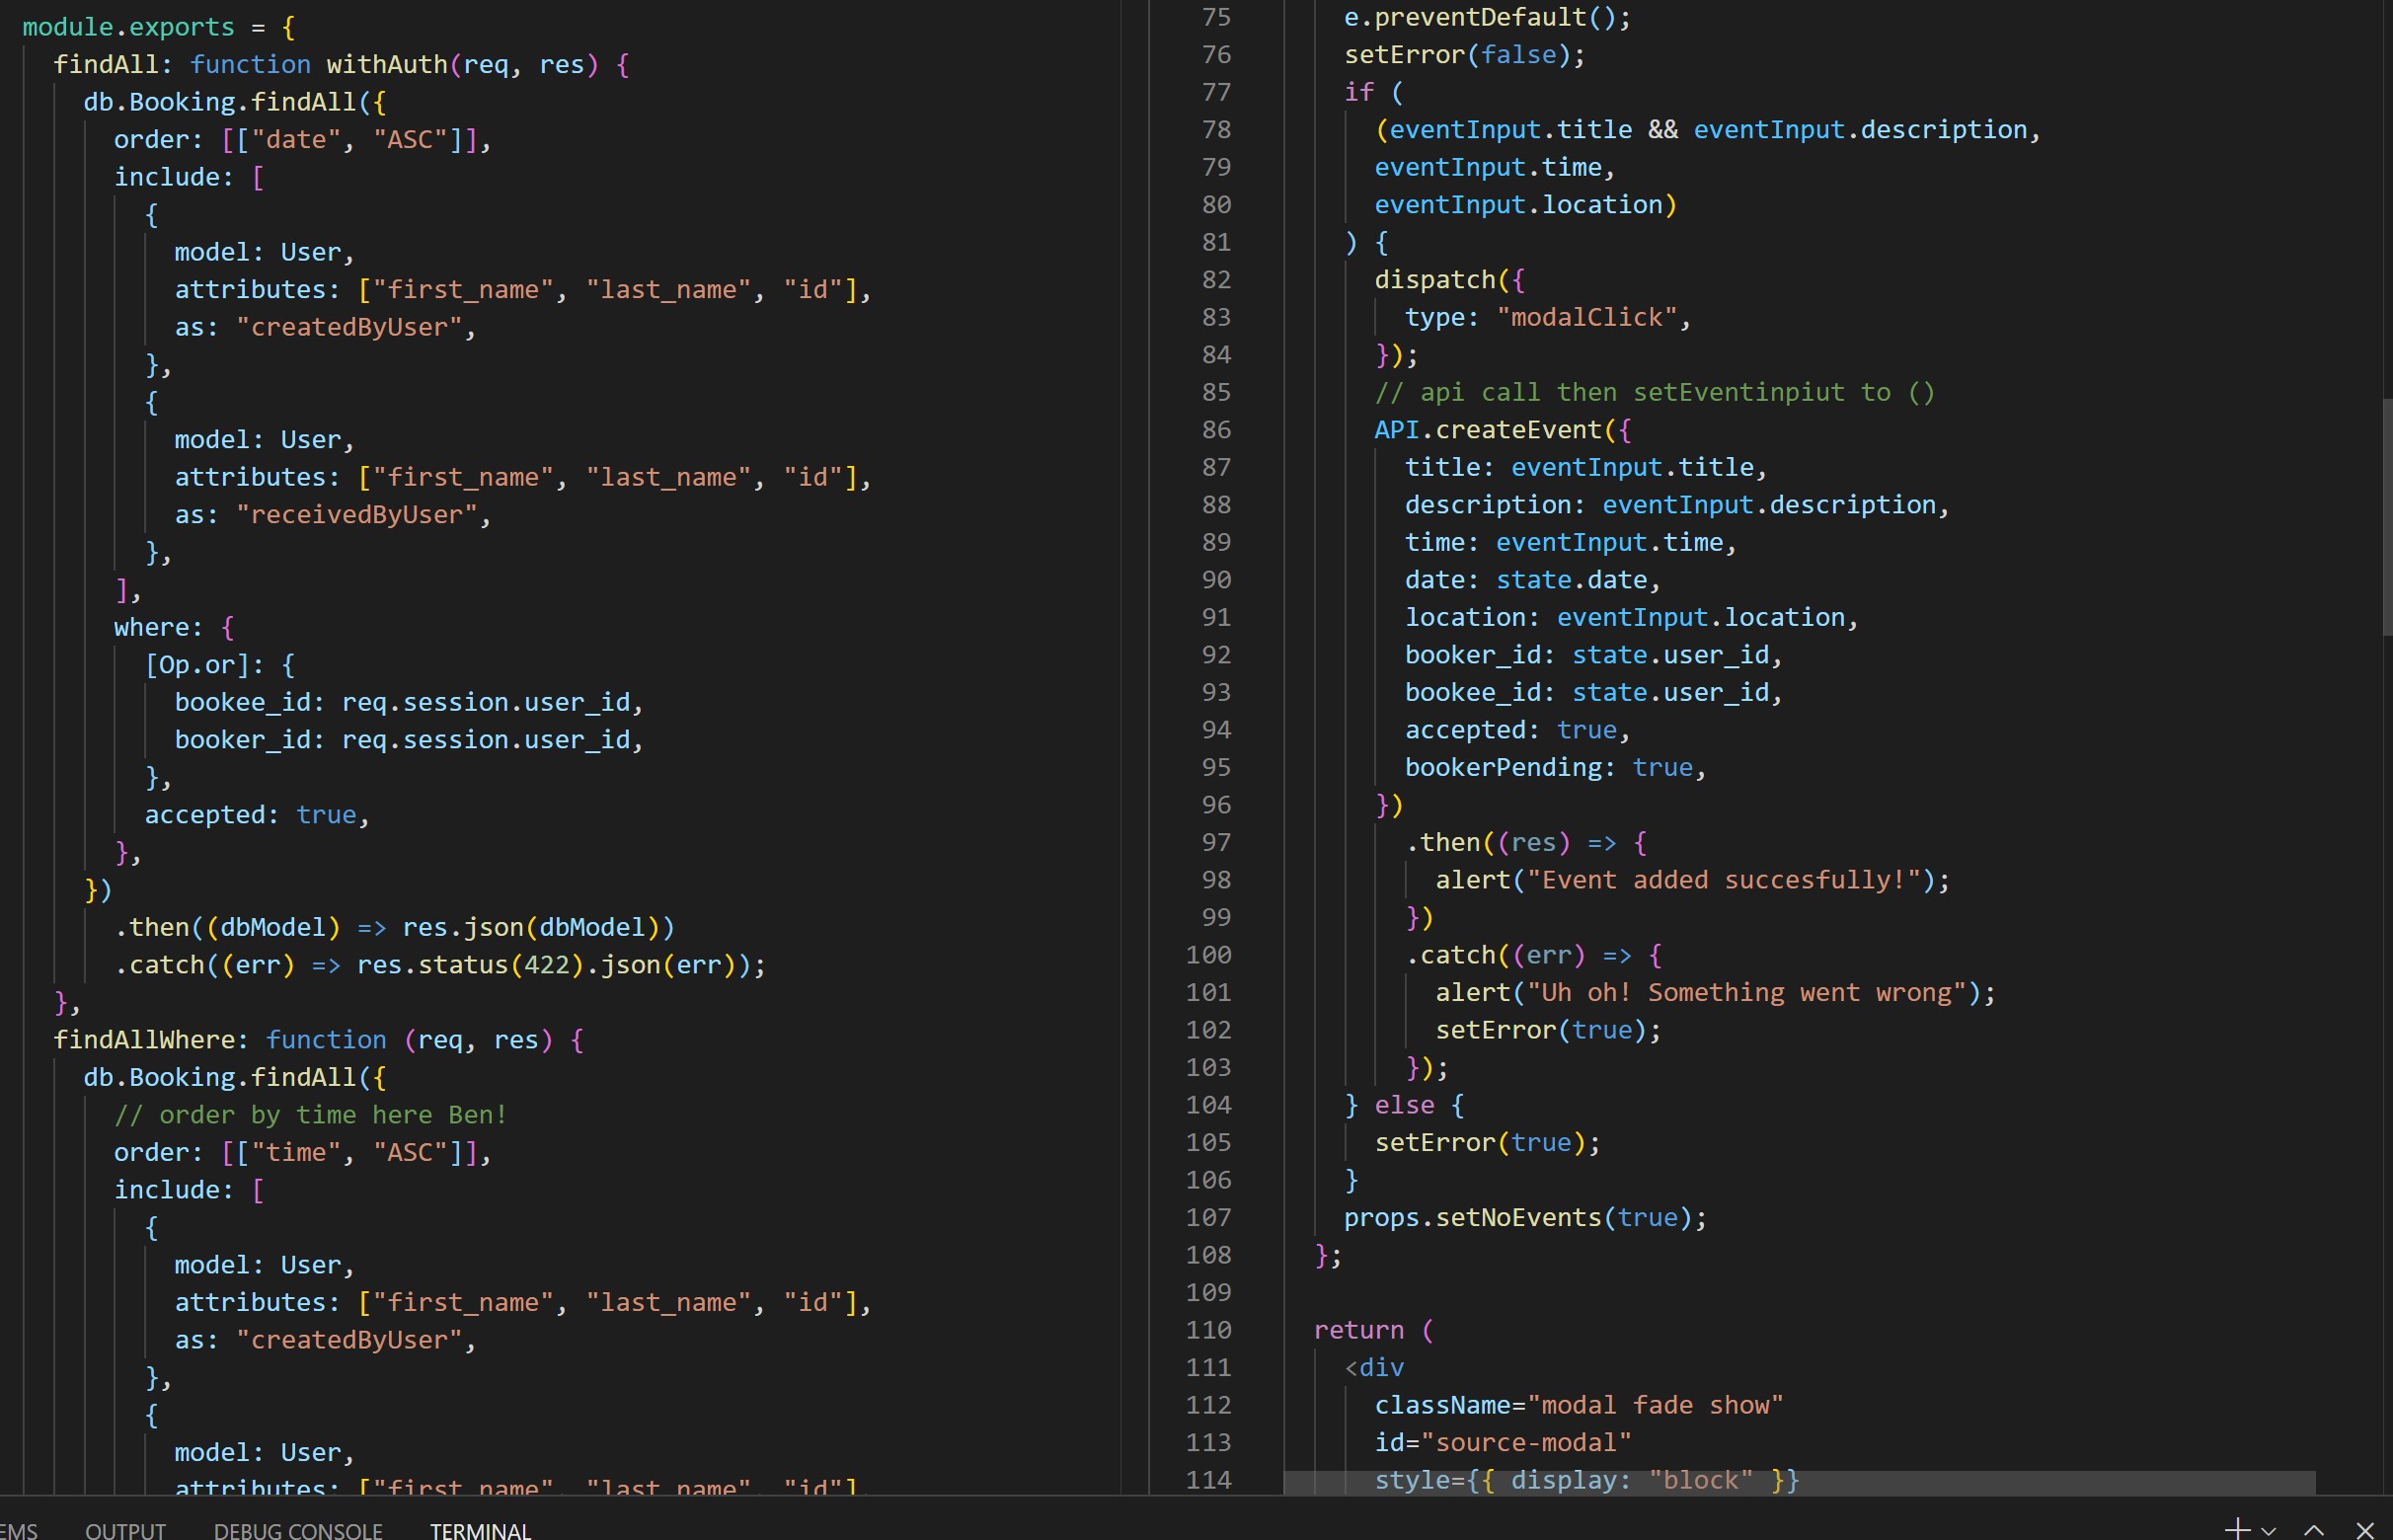 module.exports = {
findAll: function withAuth(req, res) {
db.Booking.findAll({
order: [["date", "ASC"]],
include: [
{
model: User,
attributes: ["first_name", "last_name", "id"],
as: "createdByUser",
},
{
model: User,
attributes: ["first_name", "last_name", "id"],
as: "receivedByUser",
},
],
where: {
[Op.or]: {
bookee_id: req.session.user_id,
booker_id: req.session.user_id,
},
accepted: true,
},
})
.then((dbModel) => res.json(dbModel))
.catch((err) => res.status(422).json(err));
},
findAllWhere: function (req, res) {
db.Booking.findAll({
// order by time here Ben!
order: [["time", "ASC"]],
include: [
{
model: User,
attributes: ["first_name", "last_name", "id"],
as: "createdByUser",
},
{
model: User,
attributes: ["first_name", "last_name", "id"],
75 e.preventDefault();
76 setError(false);
77 if (
78 (eventInput.title && eventInput.description,
79 eventInput.time,
80 eventInput.location)
81 ) {
82 dispatch({
83 type: "modalClick",
84 });
85 // api call then setEventinpiut to ()
86 API.createEvent({
87 title: eventInput.title,
88 description: eventInput.description,
89 time: eventInput.time,
90 date: state.date,
91 location: eventInput.location,
92 booker_id: state.user_id,
93 bookee_id: state.user_id,
94 accepted: true,
95 bookerPending: true,
96 })
97 .then((res) => {
98 alert("Event added succesfully!");
99 })
100 .catch((err) => {
101 alert("Uh oh! Something went wrong");
102 setError(true);
103 });
104 } else {
105 setError(true);
106 }
107 props.setNoEvents(true);
108 };
109
110 return (
111 <div
112 className="modal fade show"
113 id="source-modal"
114 style={{ display: "block" }}
EMS OUTPUT DEBUG CONSOLE TERMINAL